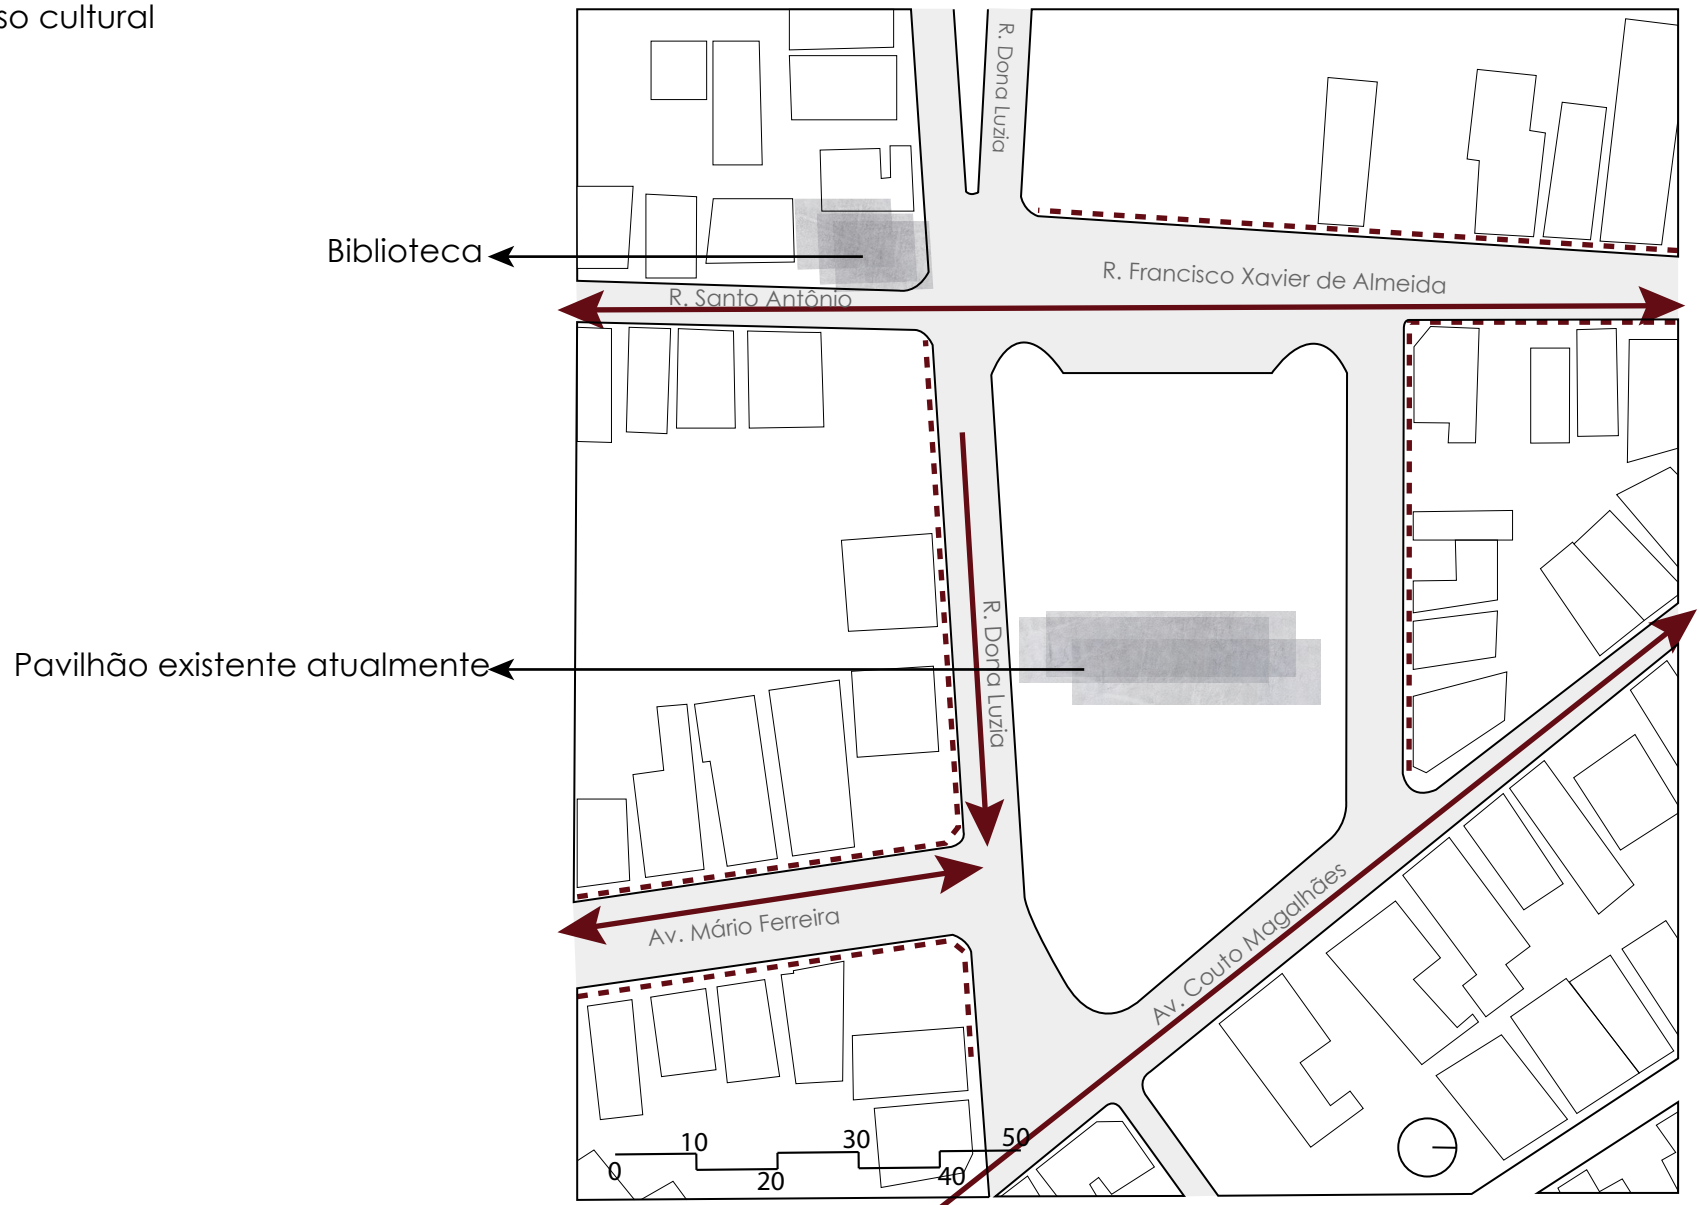 so cultural
R. Dona Luzia
Biblioteca
R. Francisco Xavier de Almeida
R. Santo Antônio
R. Dona Luzia
Pavilhão existente atualmente
Av. Mário Ferreira
Av. Couto Magalhães
0 10 20 30 40 50